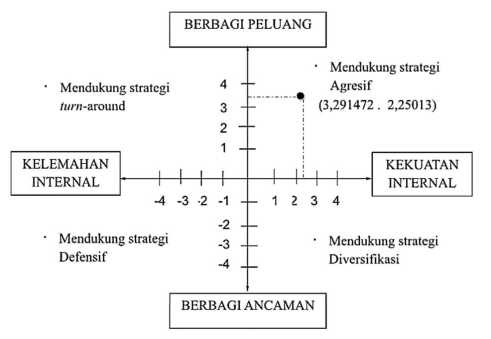 BERBAGI PELUANG
· Mendukung strategi
turn-around
· Mendukung strategi
Agresif
(3,291472 . 2,25013)
4
3
2
1
KELEMAHAN
INTERNAL
KEKUATAN
INTERNAL
-4 -3 -2 -1 1 2 3 4
-2
-3
-4
· Mendukung strategi
Defensif
· Mendukung strategi
Diversifikasi
BERBAGI ANCAMAN